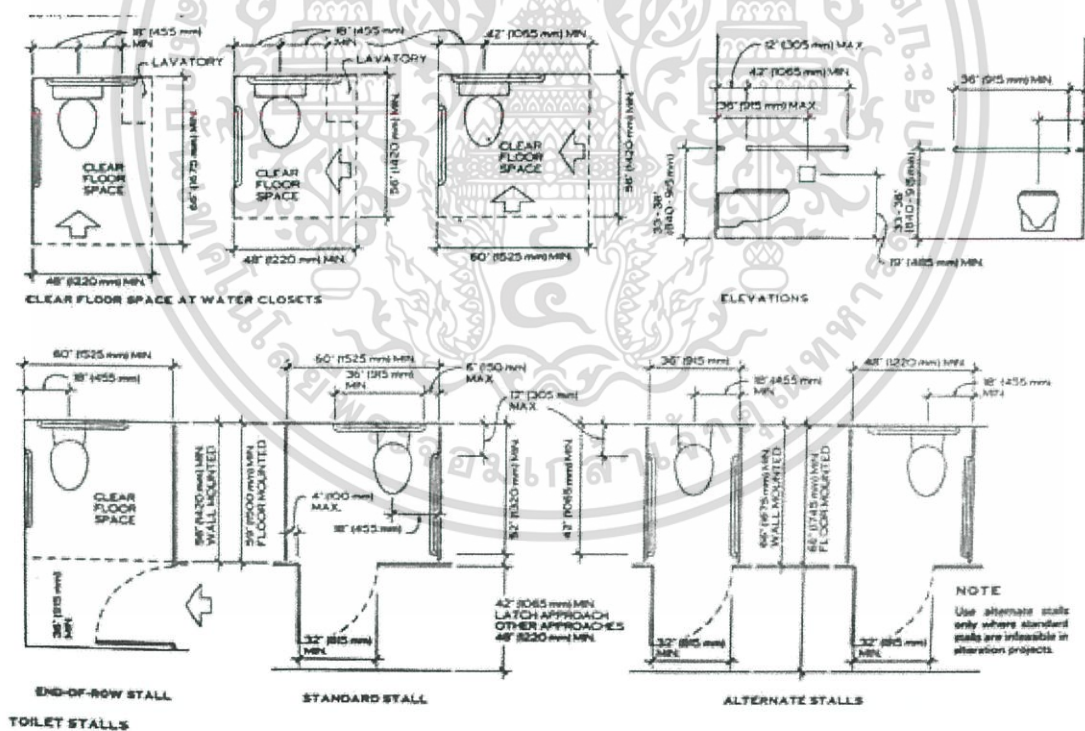 18" (455 mm) MIN
LAVATORY
CLEAR
FLOOR
SPACE
66" (1675 mm) MIN.
48" (1220 mm) MIN.
18" (455 mm)
MIN
LAVATORY
CLEAR
FLOOR
SPACE
56" (1420 mm) MIN.
48" (1220 mm) MIN.
42" (1065 mm) MIN.
CLEAR
FLOOR
SPACE
56" (1420 mm) MIN.
60" (1525 mm) MIN.
CLEAR FLOOR SPACE AT WATER CLOSETS
12" (305 mm) MAX
42" (1065 mm) MIN.
36" (915 mm) MAX
33 - 36"
(840 - 915 mm)
19" (485 mm) MIN.
36" (915 mm) MIN.
33 - 36"
(840 - 915 mm)
ELEVATIONS
60" (1525 mm) MIN
18" (455 mm)
CLEAR
FLOOR
SPACE
56" (1420 mm) MIN
WALL MOUNTED
59" (1500 mm) MIN
FLOOR MOUNTED
36" (915 mm)
MIN
END-OF-ROW STALL
60" (1525 mm) MIN.
36" (915 mm)
MIN
6" (150 mm)
MAX
12" (305 mm)
MAX
4" (100 mm)
MAX.
18" (455 mm)
32" (815 mm)
MIN.
42" (1065 mm) MIN
LATCH APPROACH
OTHER APPROACHES
48" (1220 mm) MIN.
STANDARD STALL
42" (1065 mm) MIN
36" (915 mm)
18" (455 mm)
MIN
66" (1675 mm) MIN
WALL MOUNTED
FLOOR MOUNTED
32" (815 mm)
MIN.
48" (1220 mm) MIN.
18" (455 mm)
MIN
32" (815 mm)
MIN.
ALTERNATE STALLS
NOTE
Use alternate stalls
only where standard
stalls are infeasible in
alteration projects.
TOILET STALLS